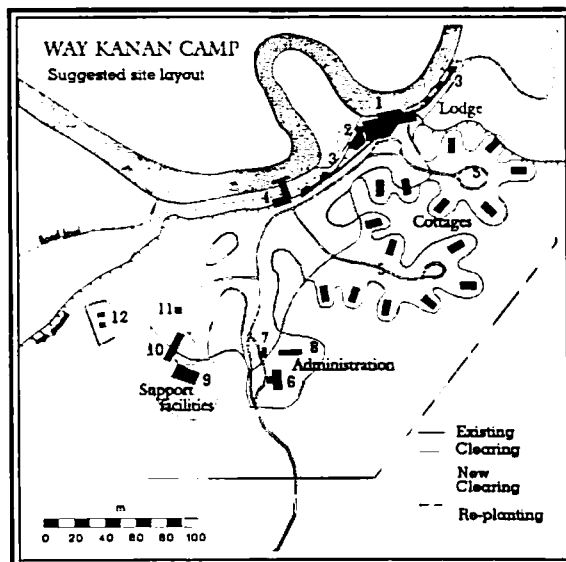 WAY KANAN CAMP
Suggested site layout
3
1
Lodge
2
3
4
5
Cottages
5
12
11
10
9
Support
facilities
7
8
Administration
6
Existing
Clearing
New
Clearing
Re-planting
m
0 20 40 60 80 100